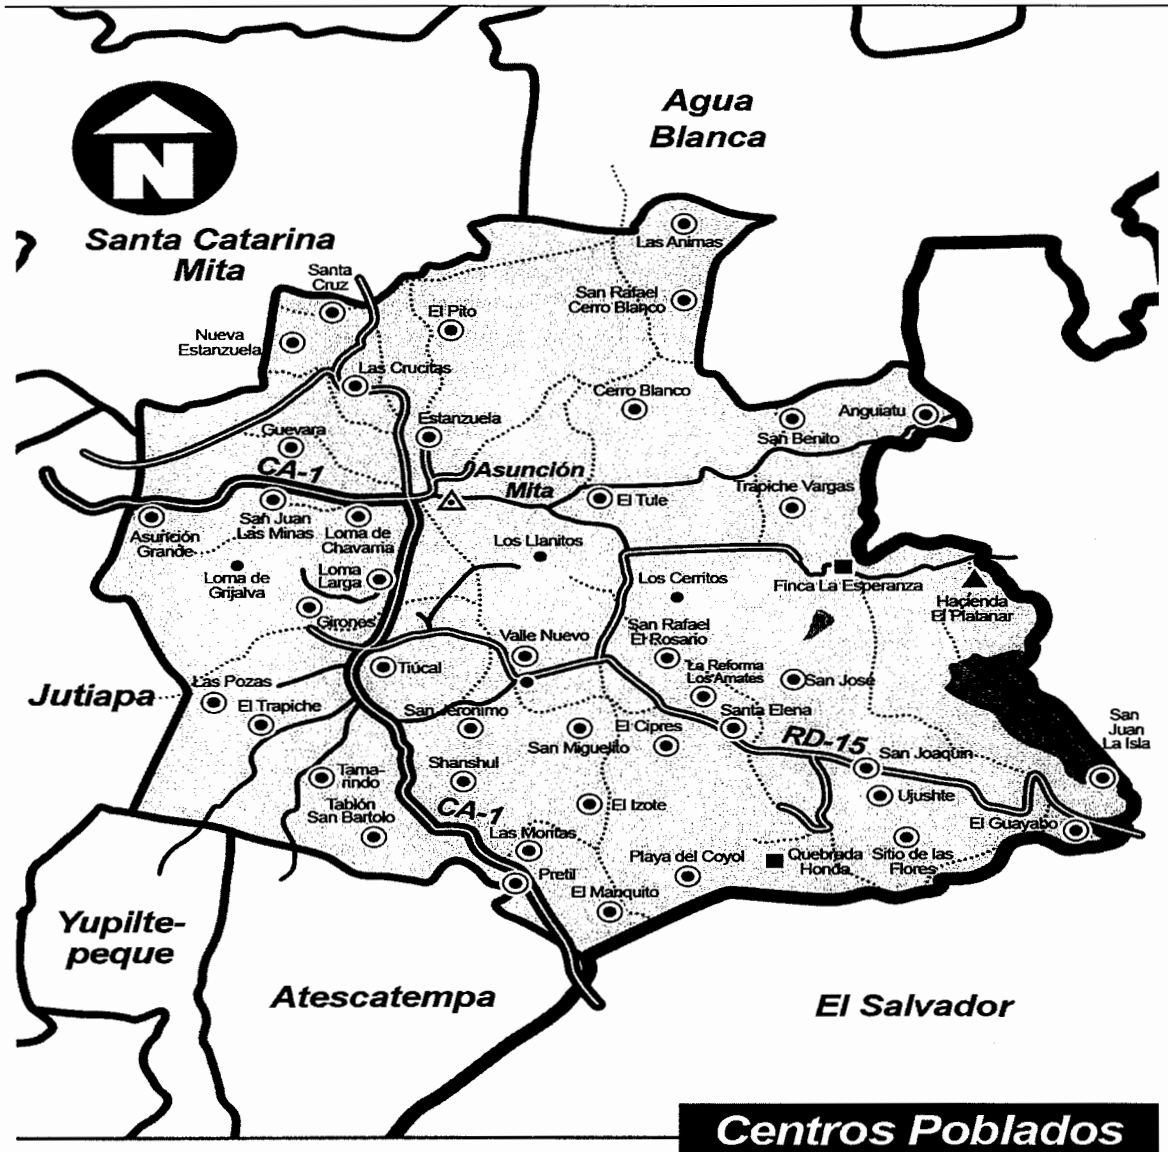 Agua
Blanca
N
Santa Catarina
Mita
Las Animas
Santa
Cruz
San Rafael
Cerro Blanco
El Pito
Nueva
Estanzuela
Las Crucitas
Cerro Blanco
Anguiatu
San Benito
Estanzuela
Guevara
CA-1
Asunción
Mita
El Tule
Trapiche Vargas
Asunción
Grande
San Juan
Las Minas
Loma de
Chavarria
Los Llanitos
Loma de
Grijalva
Loma
Larga
Los Cerritos
Finca La Esperanza
Hacienda
El Platanar
Girones
Valle Nuevo
San Rafael
El Rosario
Tiúcal
La Reforma
Los Amates
San José
Jutiapa
Las Pozas
El Trapiche
San Jeronimo
San Miguelito
El Cipres
Santa Elena
RD-15
San Joaquin
San
Juan
La Isla
Tama-
rindo
Shanshul
Ujushte
Tablón
San Bartolo
CA-1
El Izote
El Guayabo
Las Moritas
Playa del Coyol
Quebrada
Honda
Sitio de las
Flores
Pretil
El Manquito
Yupilte-
peque
Atescatempa
El Salvador
Centros Poblados